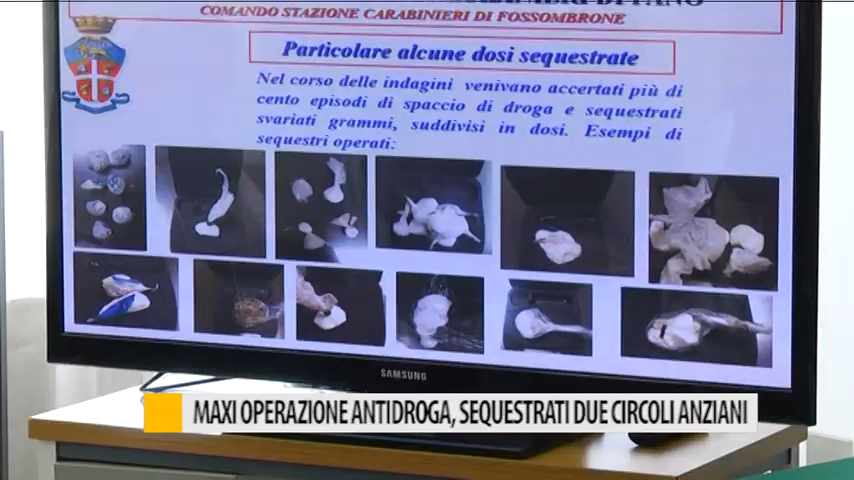 COMANDO STAZIONE CARABINIERI DI FOSSOMBRONE
Particolare alcune dosi sequestrate
Nel corso delle indagini venivano accertati più di
cento episodi di spaccio di droga e sequestrati
svariati grammi, suddivisi in dosi. Esempi di
sequestri operati:
SAMSUNG
MAXI OPERAZIONE ANTIDROGA, SEQUESTRATI DUE CIRCOLI ANZIANI